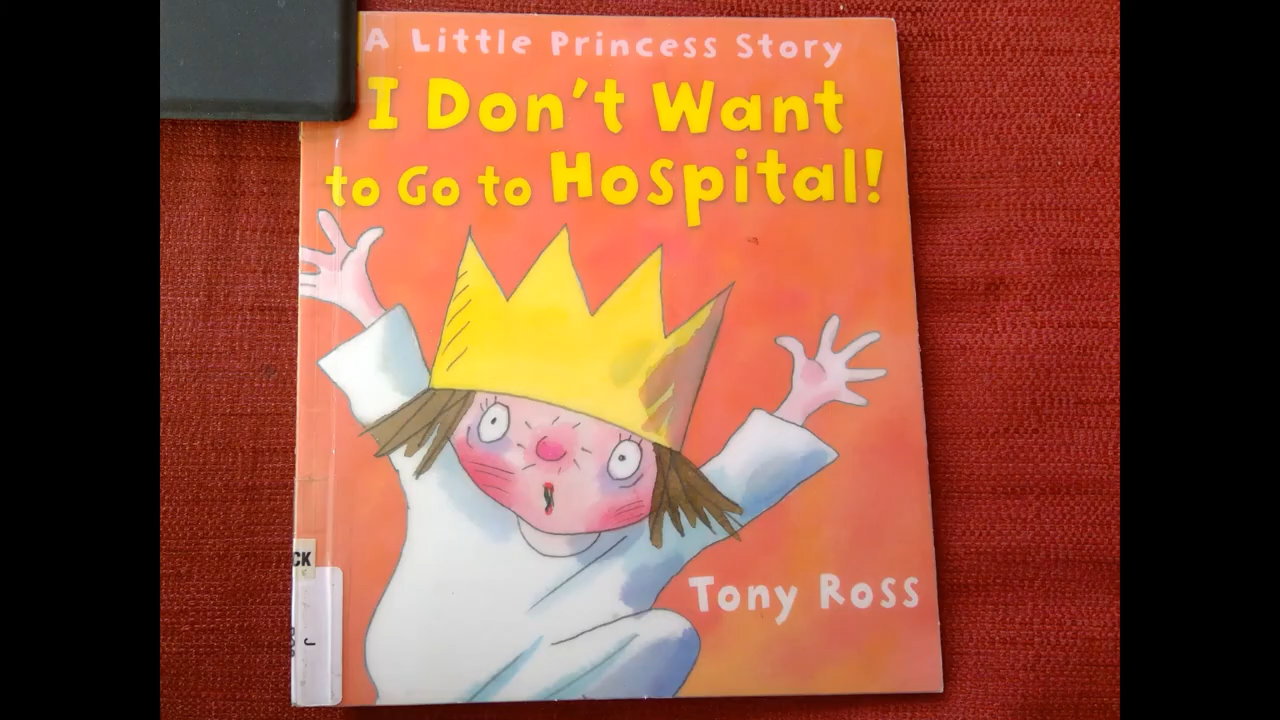 A Little Princess Story
I Don't Want
to Go to Hospital!
Tony Ross
CK
J